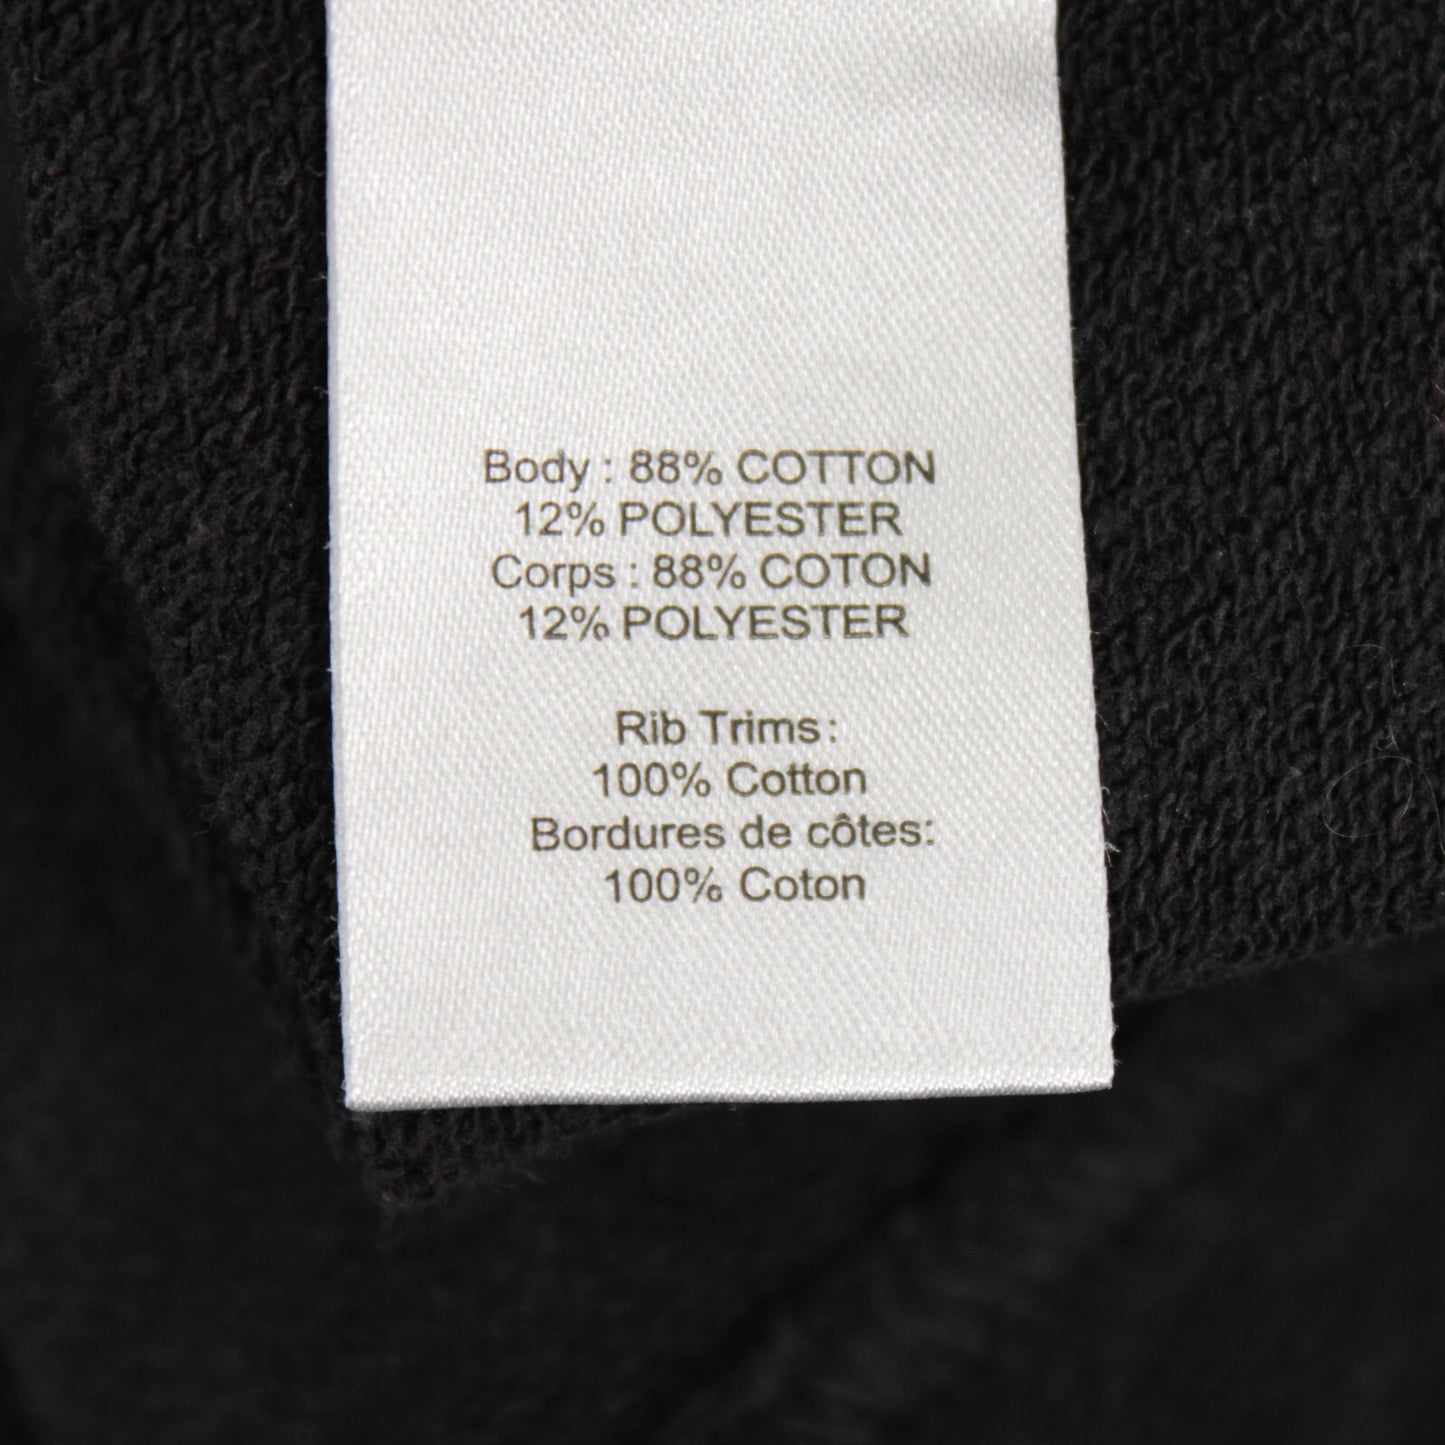 Body : 88% COTTON
12% POLYESTER
Corps : 88% COTON
12% POLYESTER
Rib Trims :
100% Cotton
Bordures de côtes:
100% Coton